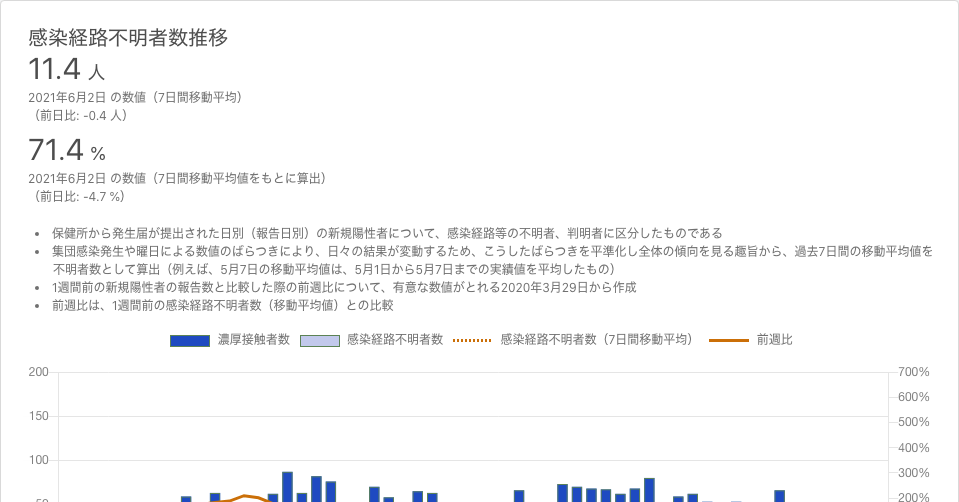 感染経路不明者数推移
11.4 人
2021年6月2日 の数値（7日間移動平均）
（前日比: -0.4 人）
71.4 %
2021年6月2日 の数値（7日間移動平均値をもとに算出）
（前日比: -4.7 %）
• 保健所から発生届が提出された日別（報告日別）の新規陽性者について、感染経路等の不明者、判明者に区分したものである
• 集団感染発生や曜日による数値のばらつきにより、日々の結果が変動するため、こうしたばらつきを平準化し全体の傾向を見る趣旨から、過去7日間の移動平均値を
不明者数として算出（例えば、5月7日の移動平均値は、5月1日から5月7日までの実績値を平均したもの）
• 1週間前の新規陽性者の報告数と比較した際の前週比について、有意な数値がとれる2020年3月29日から作成
• 前週比は、1週間前の感染経路不明者数（移動平均値）との比較
濃厚接触者数 感染経路不明者数 感染経路不明者数（7日間移動平均） 前週比
200 700%
600%
150 500%
400%
100 300%
50 200%